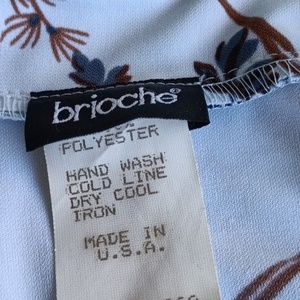 brioche®
POLYESTER
HAND WASH
COLD LINE
DRY COOL
IRON
MADE IN
U.S.A.